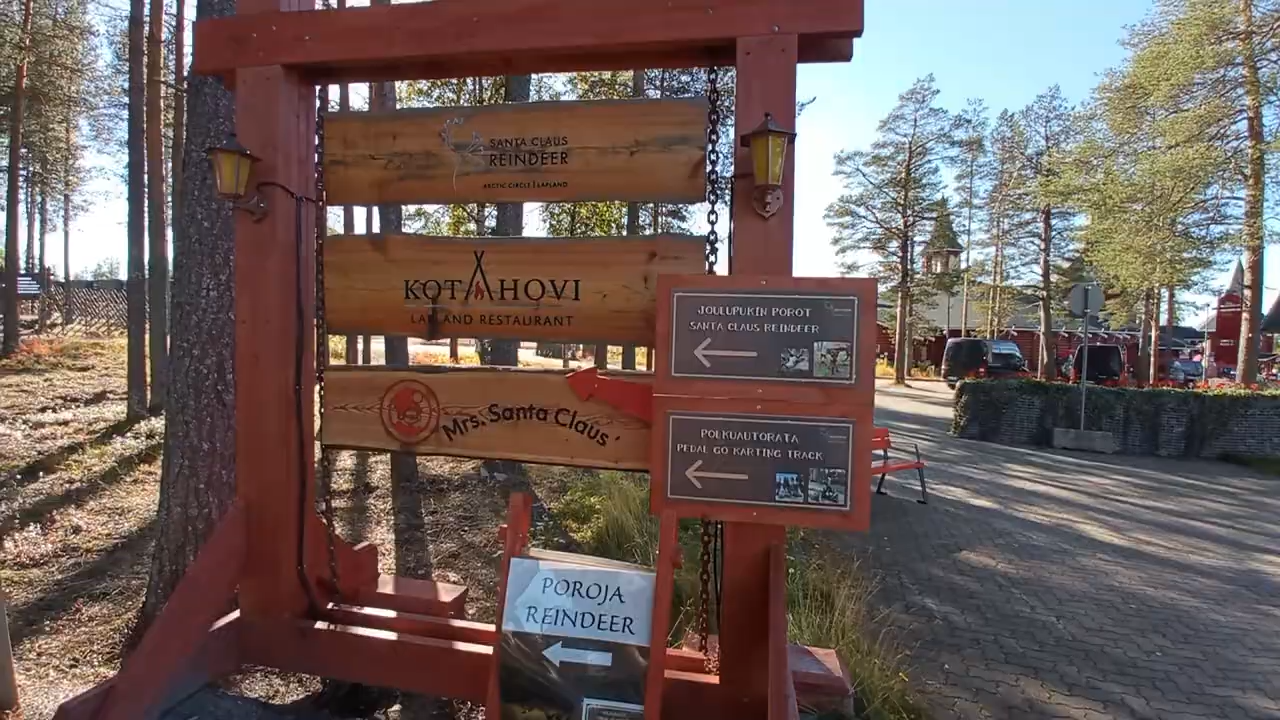 SANTA CLAUS
REINDEER
ARCTIC CIRCLE | LAPLAND
KOTAHOVI
LAPLAND RESTAURANT
Mrs. Santa Claus'
JOULUPUKIN POROT
SANTA CLAUS REINDEER
POLKUAUTORATA
PEDAL GO KARTING TRACK
POROJA
REINDEER